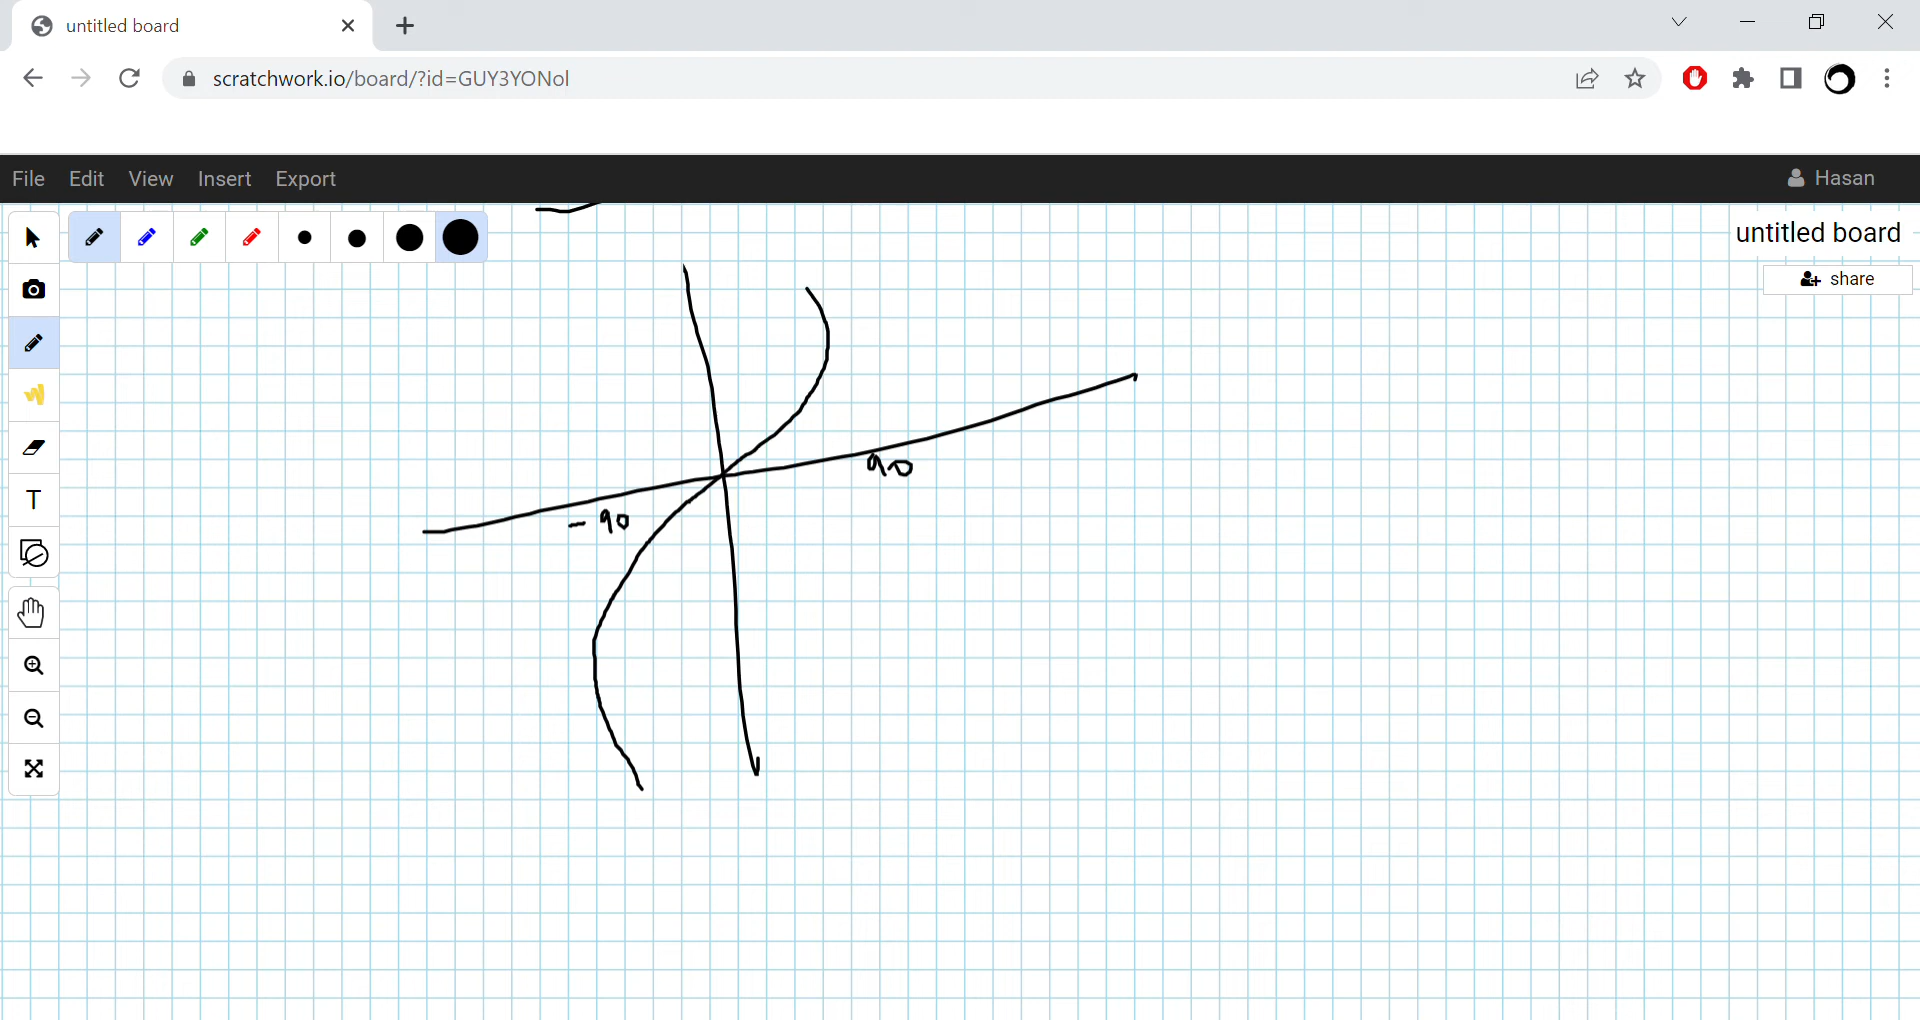 untitled board
scratchwork.io/board/?id=GUY3YONol
File Edit View Insert Export
Hasan
untitled board
share
T
90
- 90